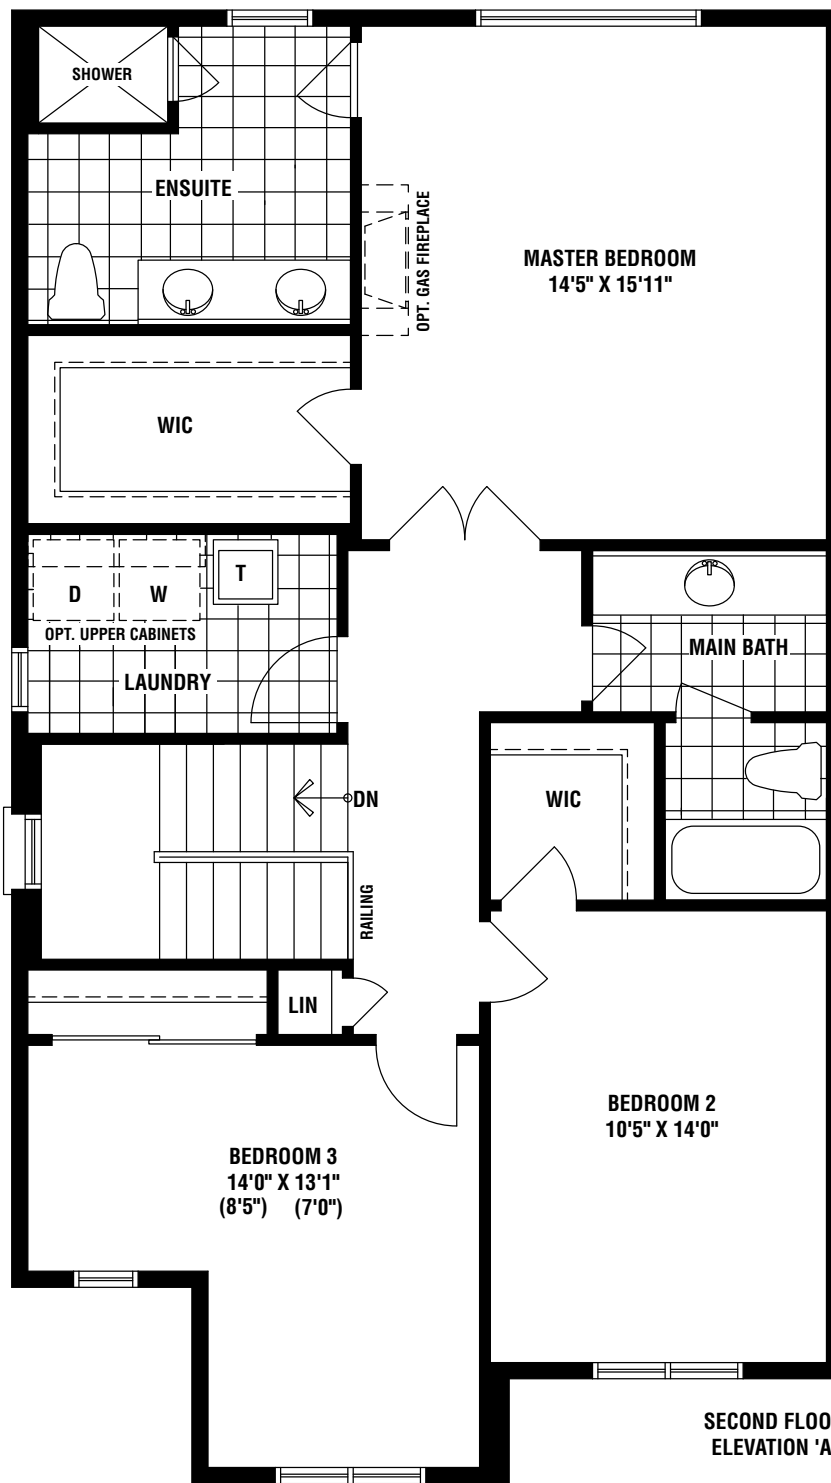 SHOWER
ENSUITE
OPT. GAS FIREPLACE
MASTER BEDROOM
14'5" X 15'11"
WIC
D
W
T
OPT. UPPER CABINETS
LAUNDRY
MAIN BATH
DN
WIC
RAILING
LIN
BEDROOM 2
10'5" X 14'0"
BEDROOM 3
14'0" X 13'1"
(8'5") (7'0")
SECOND FLOO
ELEVATION 'A